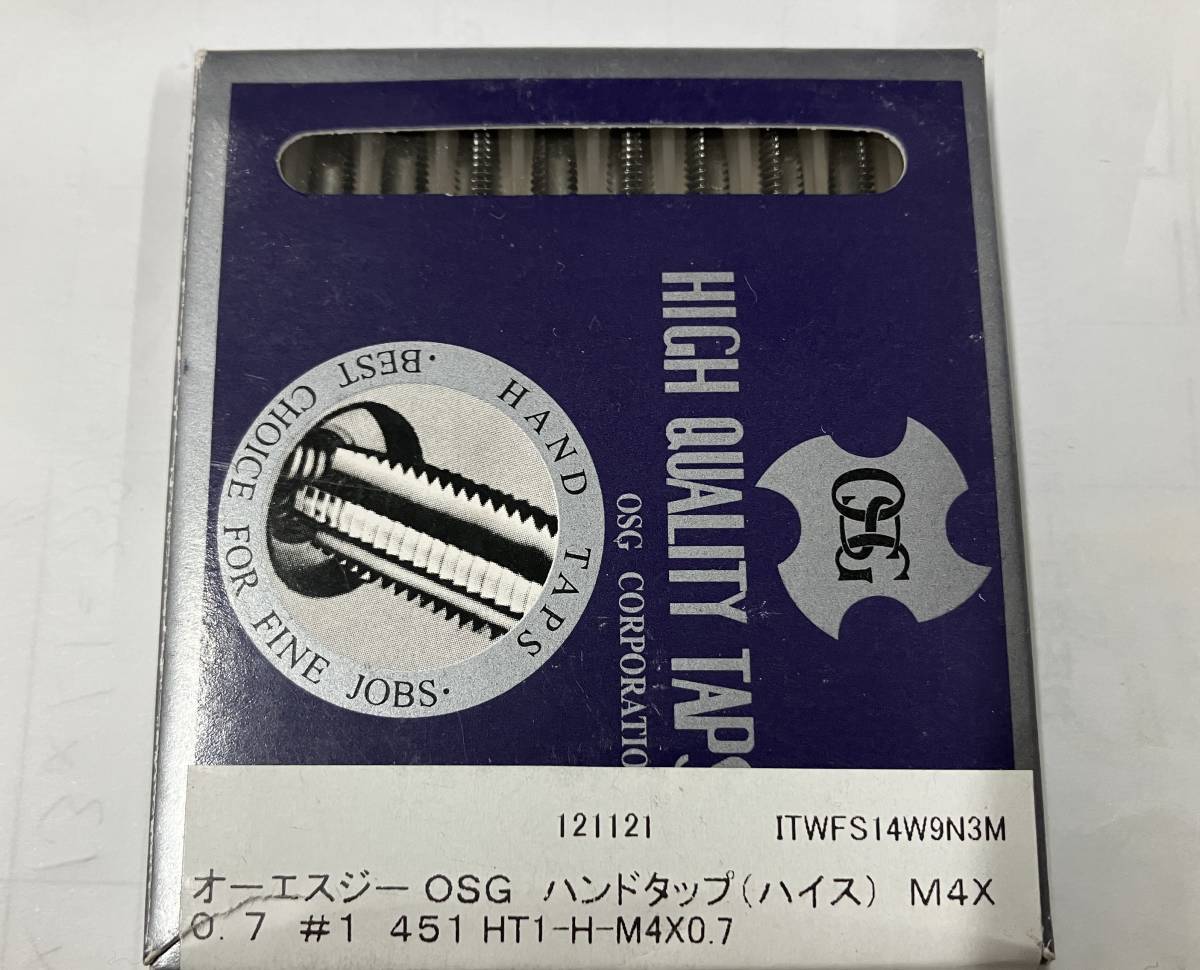 HIGH QUALITY TAPS
OSG CORPORATIO
OSG
HAND TAPS
·BEST CHOICE FOR FINE JOBS·
121121 ITWFS14W9N3M
オーエスジー OSG ハンドタップ(ハイス) M4X
0.7 #1 451 HT1-H-M4X0.7